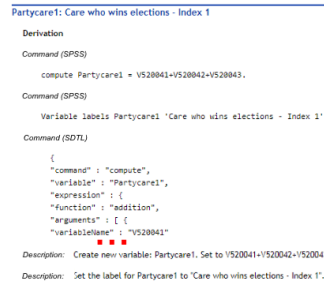 Partycare1: Care who wins elections - Index 1
Derivation
Command (SPSS)
compute Partycare1 = V520041+V520042+V520043.
Command (SPSS)
Variable labels Partycare1 'Care who wins elections - Index 1'
Command (SDTL)
{
"command" : "compute",
"variable" : "Partycare1",
"expression" : {
"function" : "addition",
"arguments" : [ {
"variableName" : "V520041"
Description: Create new variable: Partycare1. Set to V520041+V520042+V52004
Description: Set the label for Partycare1 to "Care who wins elections - Index 1".